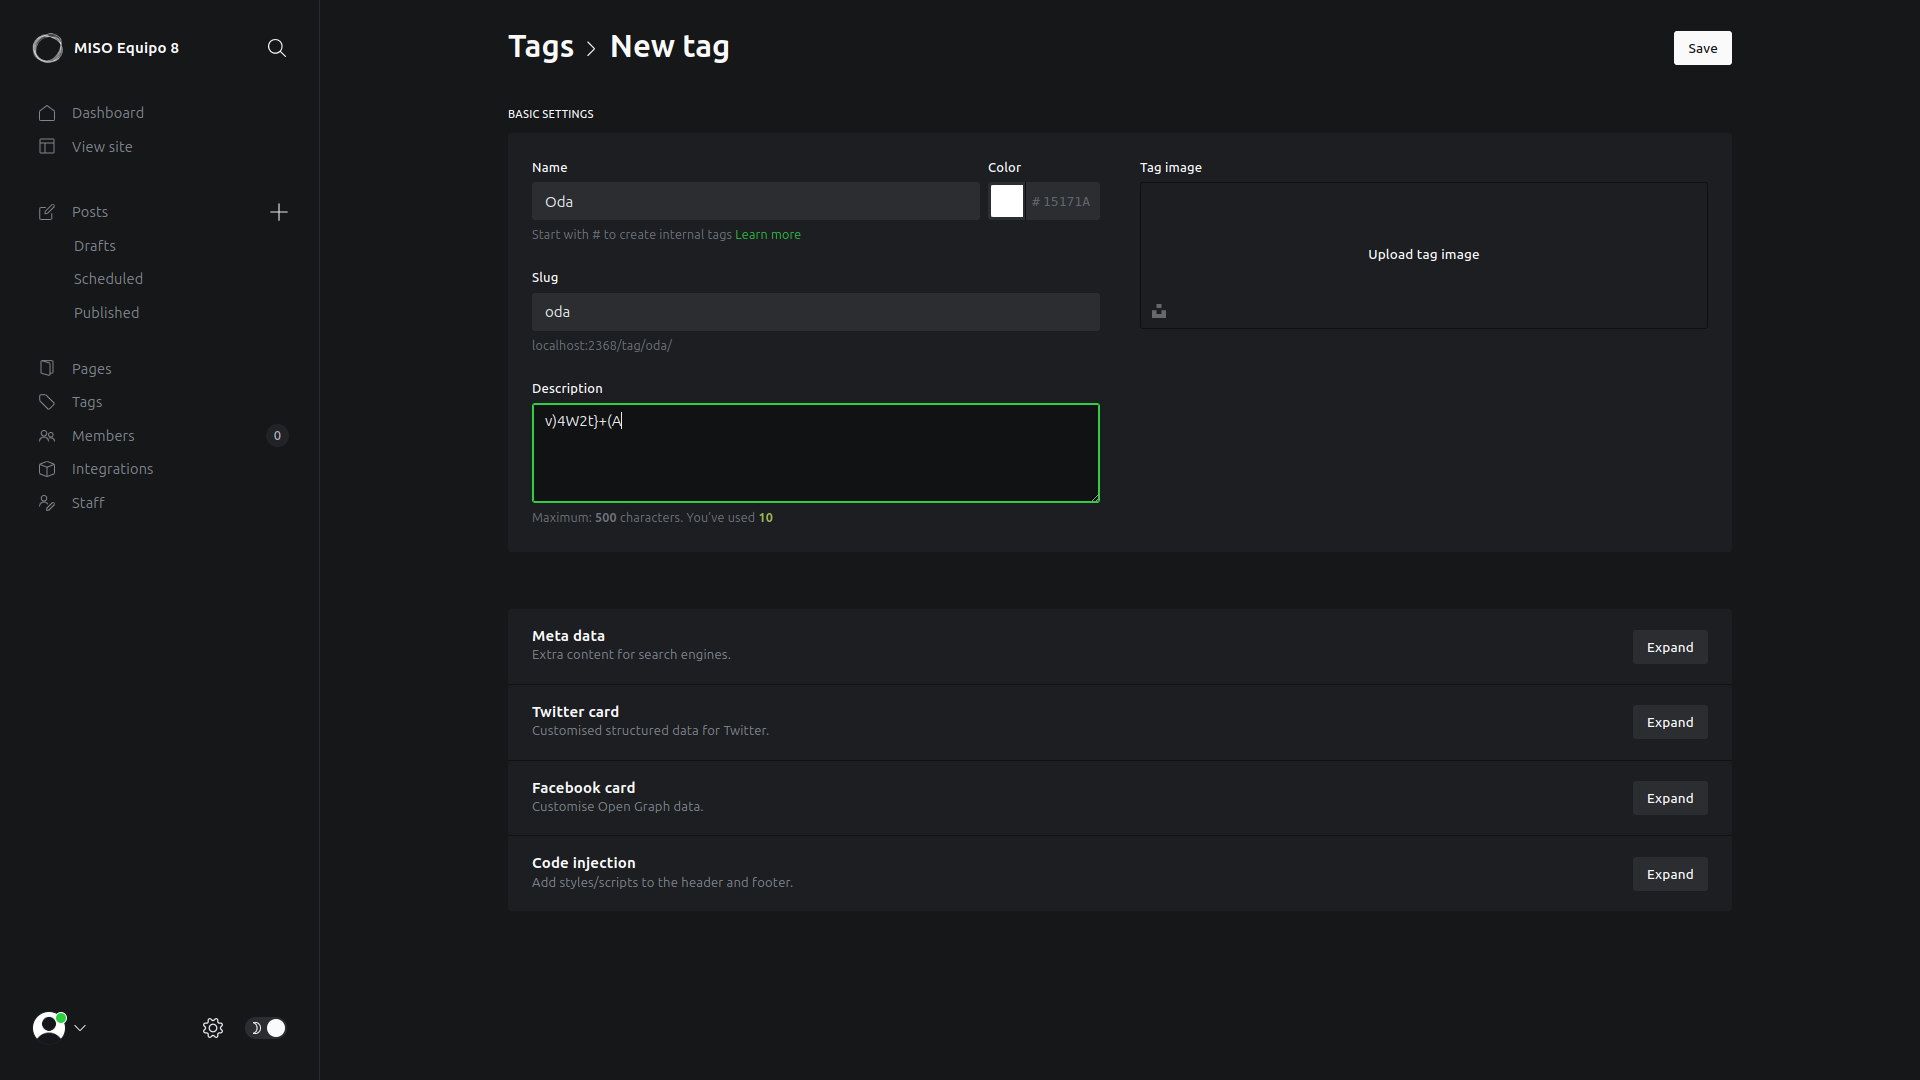 MISO Equipo 8
Dashboard
View site
Posts
Drafts
Scheduled
Published
Pages
Tags
Members 0
Integrations
Staff
Tags > New tag
Save
BASIC SETTINGS
Name
Oda
Start with # to create internal tags Learn more
Color
# 15171A
Slug
oda
localhost:2368/tag/oda/
Description
v)4W2t}+(A
Maximum: 500 characters. You've used 10
Tag image
Upload tag image
Meta data
Extra content for search engines.
Expand
Twitter card
Customised structured data for Twitter.
Expand
Facebook card
Customise Open Graph data.
Expand
Code injection
Add styles/scripts to the header and footer.
Expand